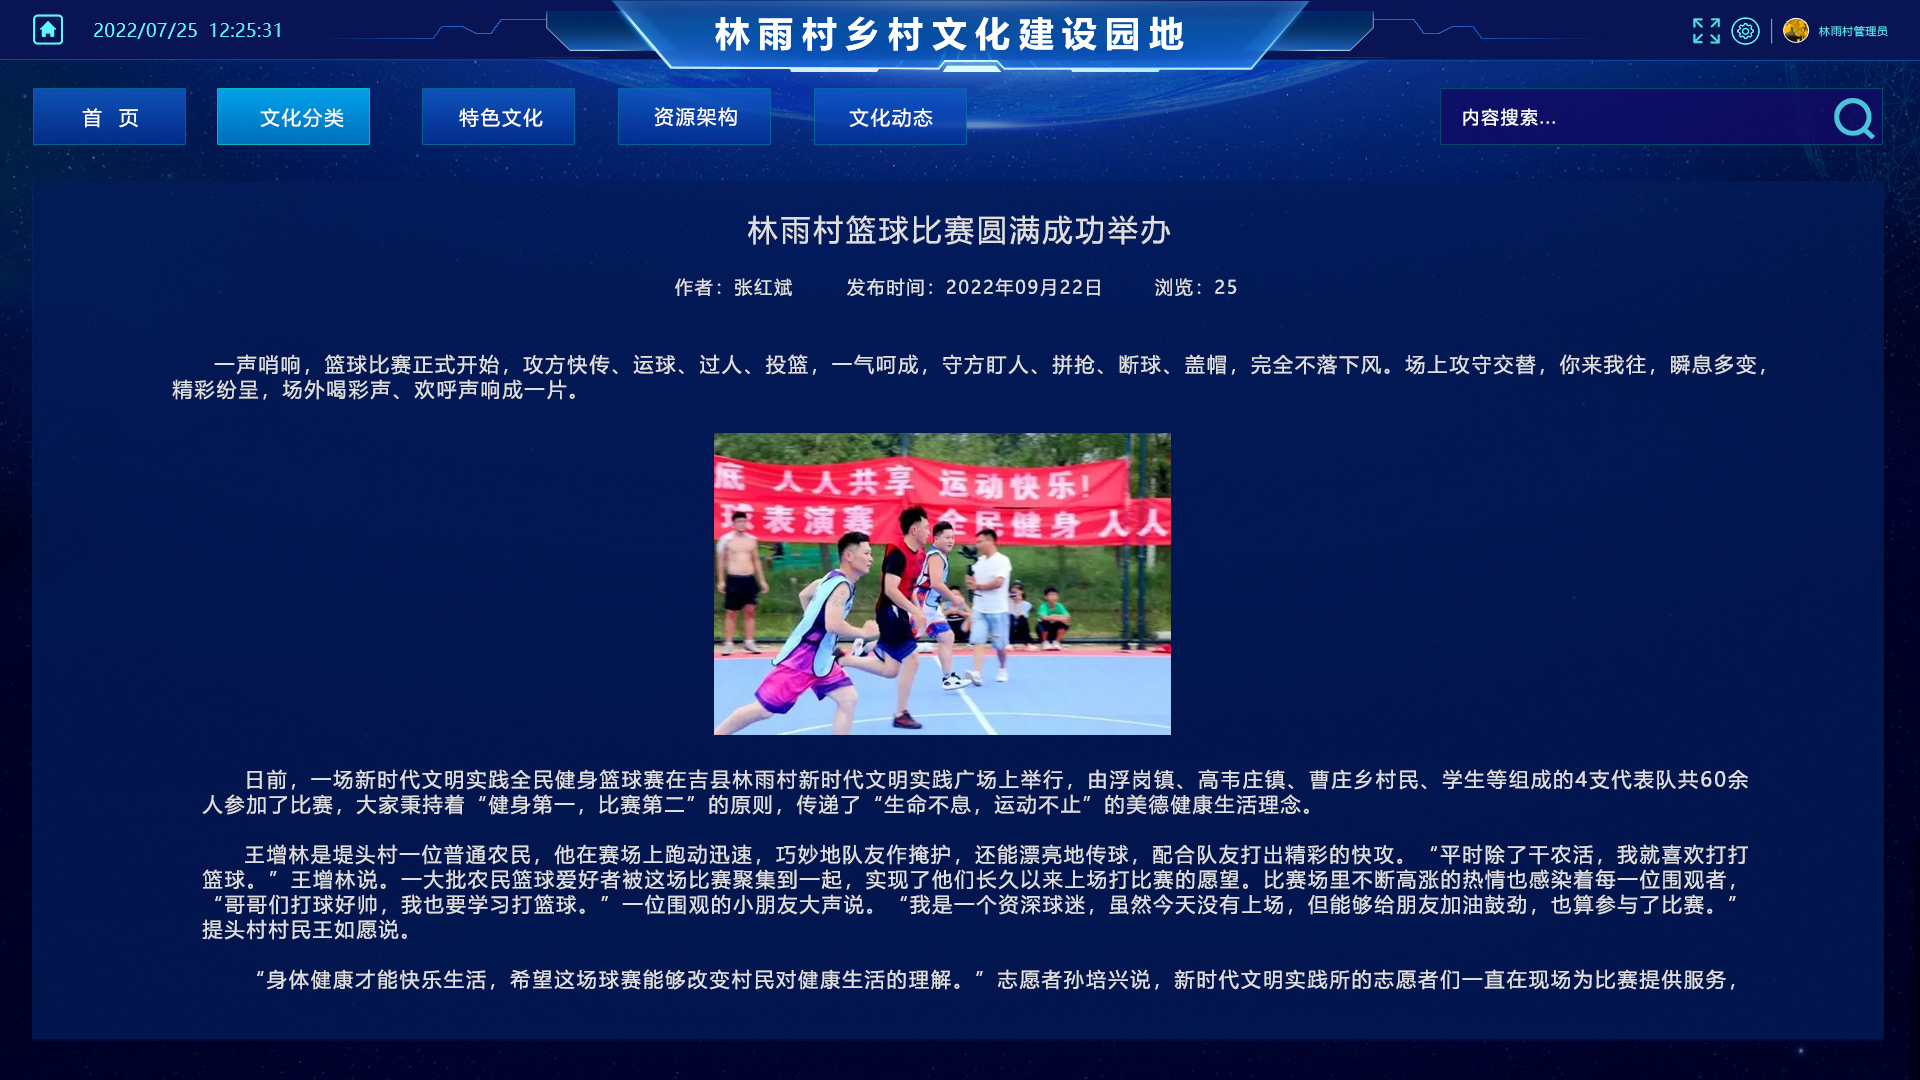 2022/07/25 12:25:31
林雨村乡村文化建设园地
林雨村管理员
首 页
文化分类
特色文化
资源架构
文化动态
内容搜索...
林雨村篮球比赛圆满成功举办
作者：张红斌 发布时间：2022年09月22日 浏览：25
一声哨响，篮球比赛正式开始，攻方快传、运球、过人、投篮，一气呵成，守方盯人、拼抢、断球、盖帽，完全不落下风。场上攻守交替，你来我往，瞬息多变，
精彩纷呈，场外喝彩声、欢呼声响成一片。
底 人人共享 运动快乐！
球表演赛 全民健身 人人
日前，一场新时代文明实践全民健身篮球赛在吉县林雨村新时代文明实践广场上举行，由浮岗镇、高韦庄镇、曹庄乡村民、学生等组成的4支代表队共60余
人参加了比赛，大家秉持着“健身第一，比赛第二”的原则，传递了“生命不息，运动不止”的美德健康生活理念。
王增林是堤头村一位普通农民，他在赛场上跑动迅速，巧妙地队友作掩护，还能漂亮地传球，配合队友打出精彩的快攻。“平时除了干农活，我就喜欢打打
篮球。”王增林说。一大批农民篮球爱好者被这场比赛聚集到一起，实现了他们长久以来上场打比赛的愿望。比赛场里不断高涨的热情也感染着每一位围观者，
“哥哥们打球好帅，我也要学习打篮球。”一位围观的小朋友大声说。“我是一个资深球迷，虽然今天没有上场，但能够给朋友加油鼓劲，也算参与了比赛。”
提头村村民王如愿说。
“身体健康才能快乐生活，希望这场球赛能够改变村民对健康生活的理解。”志愿者孙培兴说，新时代文明实践所的志愿者们一直在现场为比赛提供服务，